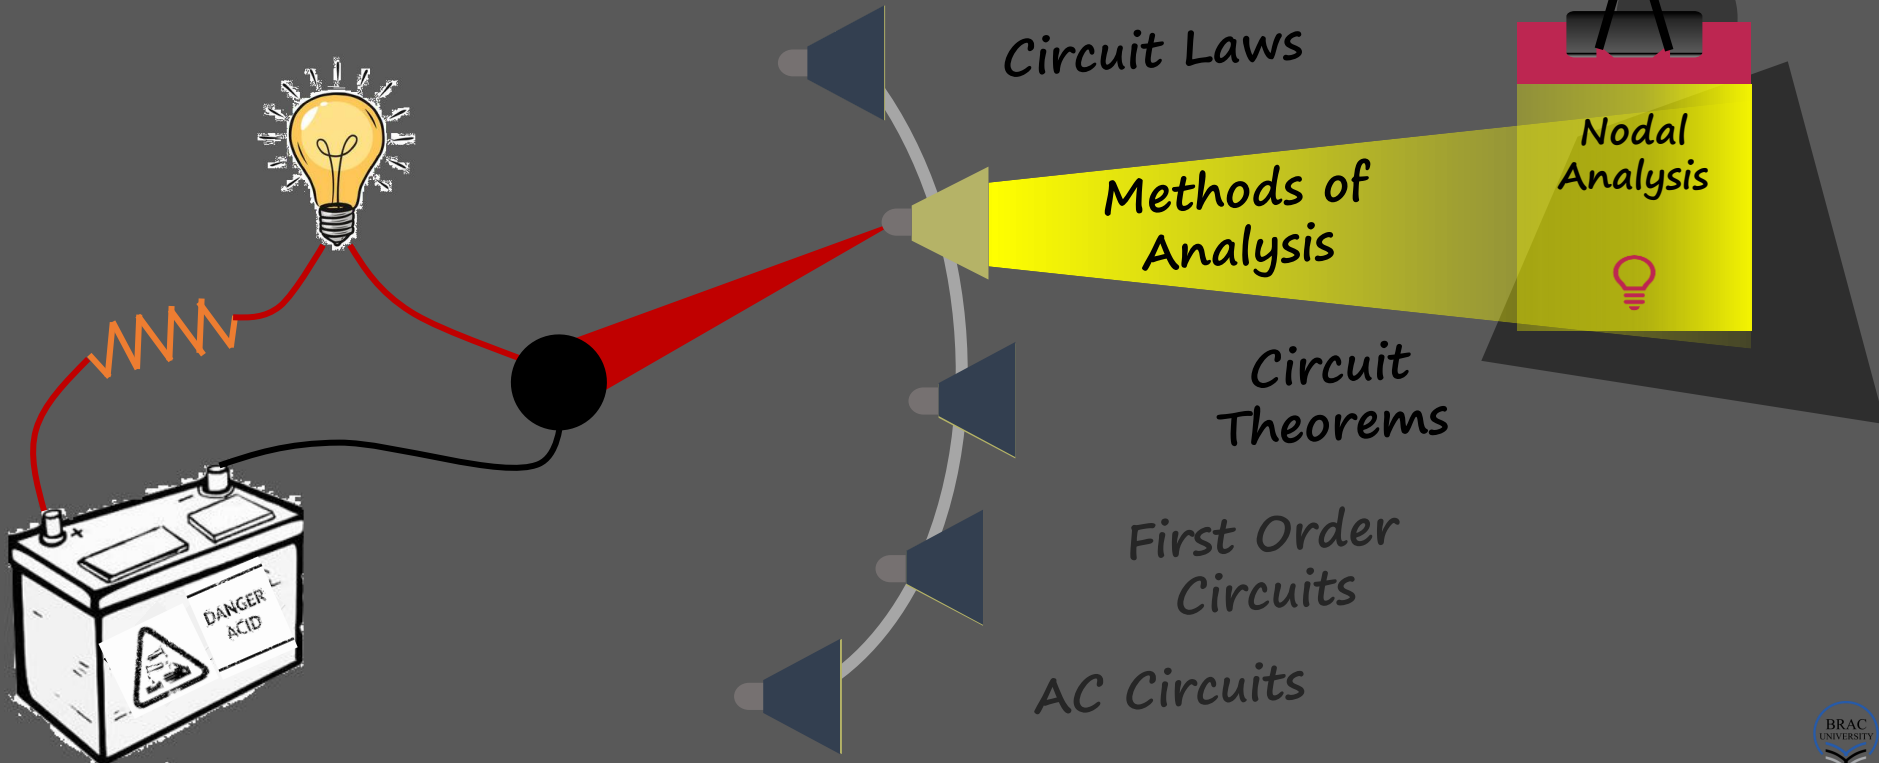 Circuit Laws
Methods of
Analysis
Nodal
Analysis
Circuit
Theorems
First Order
Circuits
AC Circuits
+
DANGER
ACID
BRAC
UNIVERSITY